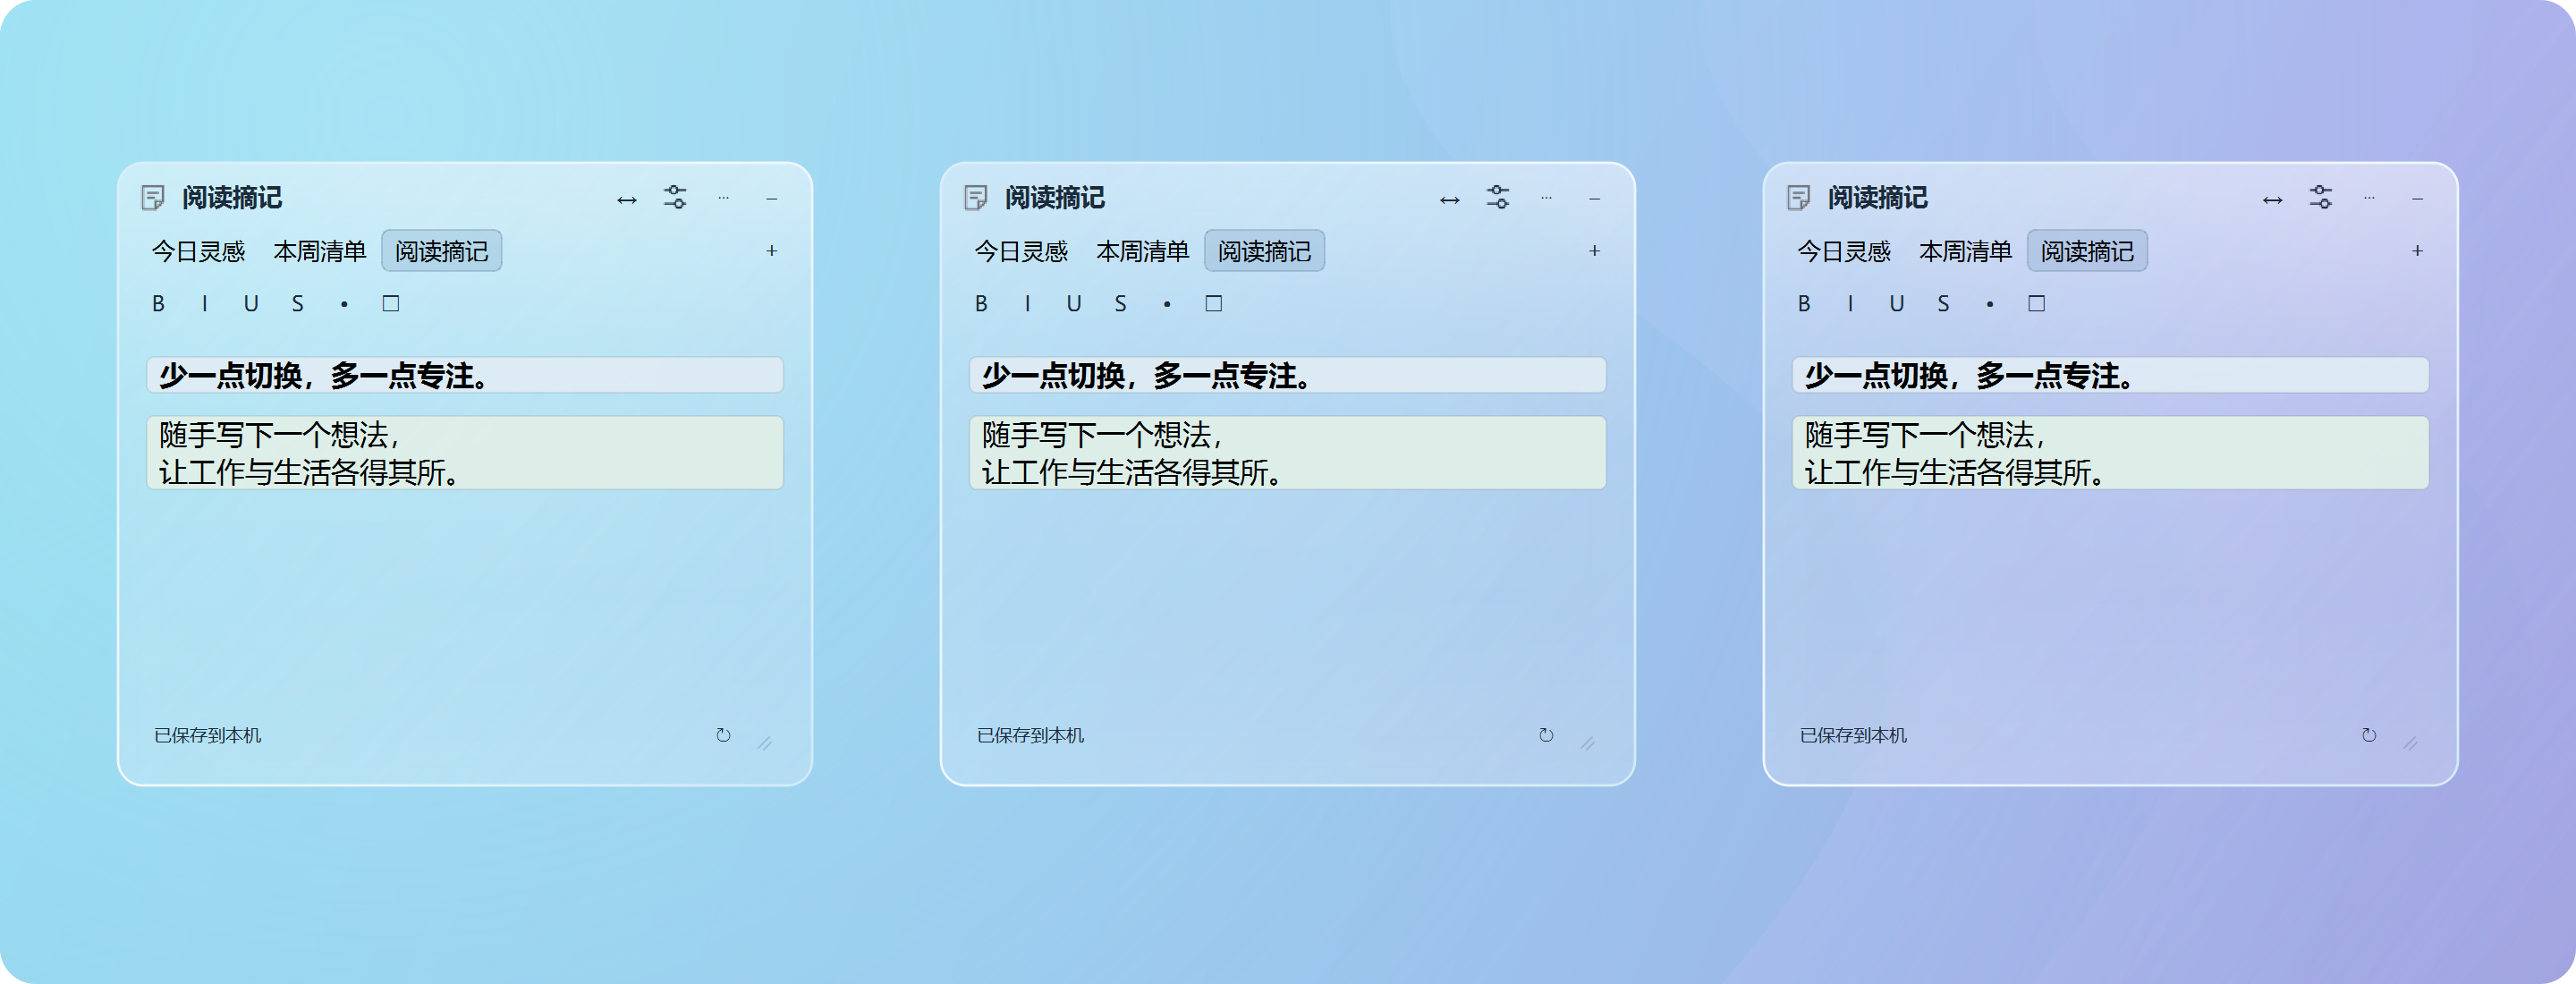 阅读摘记
今日灵感 本周清单 阅读摘记 +
B I U S • □
少一点切换，多一点专注。
随手写下一个想法，
让工作与生活各得其所。
已保存到本机
阅读摘记
今日灵感 本周清单 阅读摘记 +
B I U S • □
少一点切换，多一点专注。
随手写下一个想法，
让工作与生活各得其所。
已保存到本机
阅读摘记
今日灵感 本周清单 阅读摘记 +
B I U S • □
少一点切换，多一点专注。
随手写下一个想法，
让工作与生活各得其所。
已保存到本机